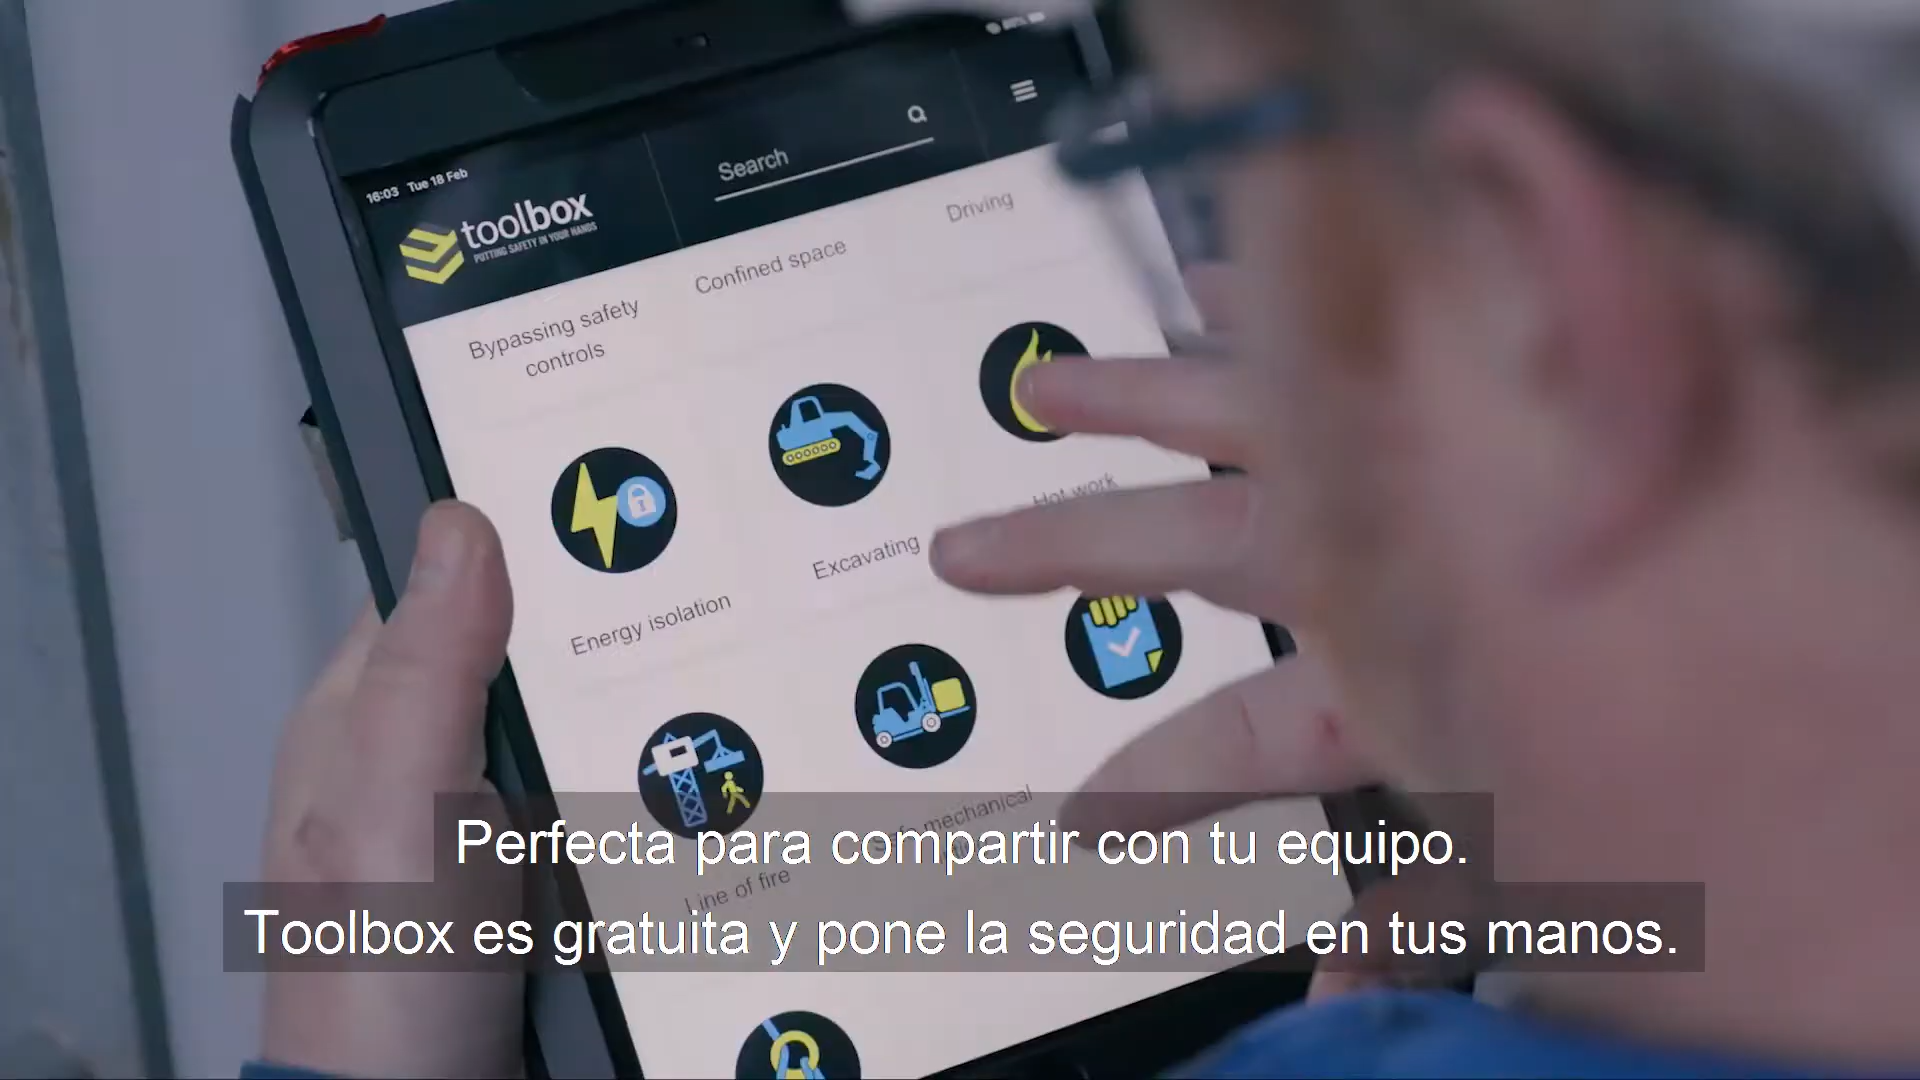 16:03 Tue 18 Feb
toolbox
PUTTING SAFETY IN YOUR HANDS
Search
Driving
Confined space
Bypassing safety
controls
Hot work
Excavating
Energy isolation
Safe mechanical
Line of fire
Perfecta para compartir con tu equipo.
Toolbox es gratuita y pone la seguridad en tus manos.